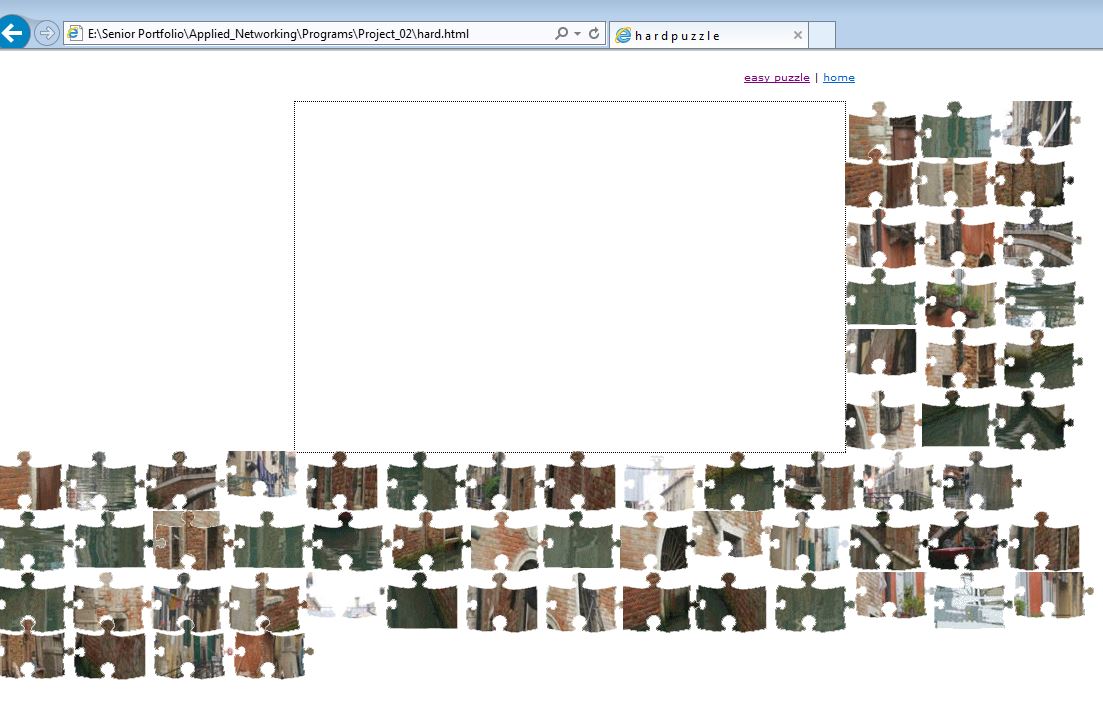 E:\Senior Portfolio\Applied_Networking\Programs\Project_02\hard.html
h a r d p u z z l e
easy puzzle | home